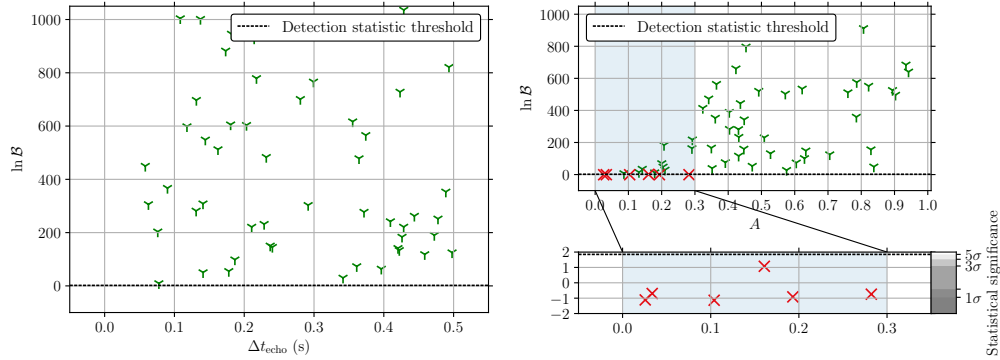 Detection statistic threshold
1000
800
600
400
200
0
ln B
0.0 0.1 0.2 0.3 0.4 0.5
Δt_echo (s)
Detection statistic threshold
1000
800
600
400
200
0
ln B
0.0 0.1 0.2 0.3 0.4 0.5 0.6 0.7 0.8 0.9 1.0
A
2
1
0
−1
−2
ln B
0.0 0.1 0.2 0.3
5σ
3σ
1σ
Statistical significance